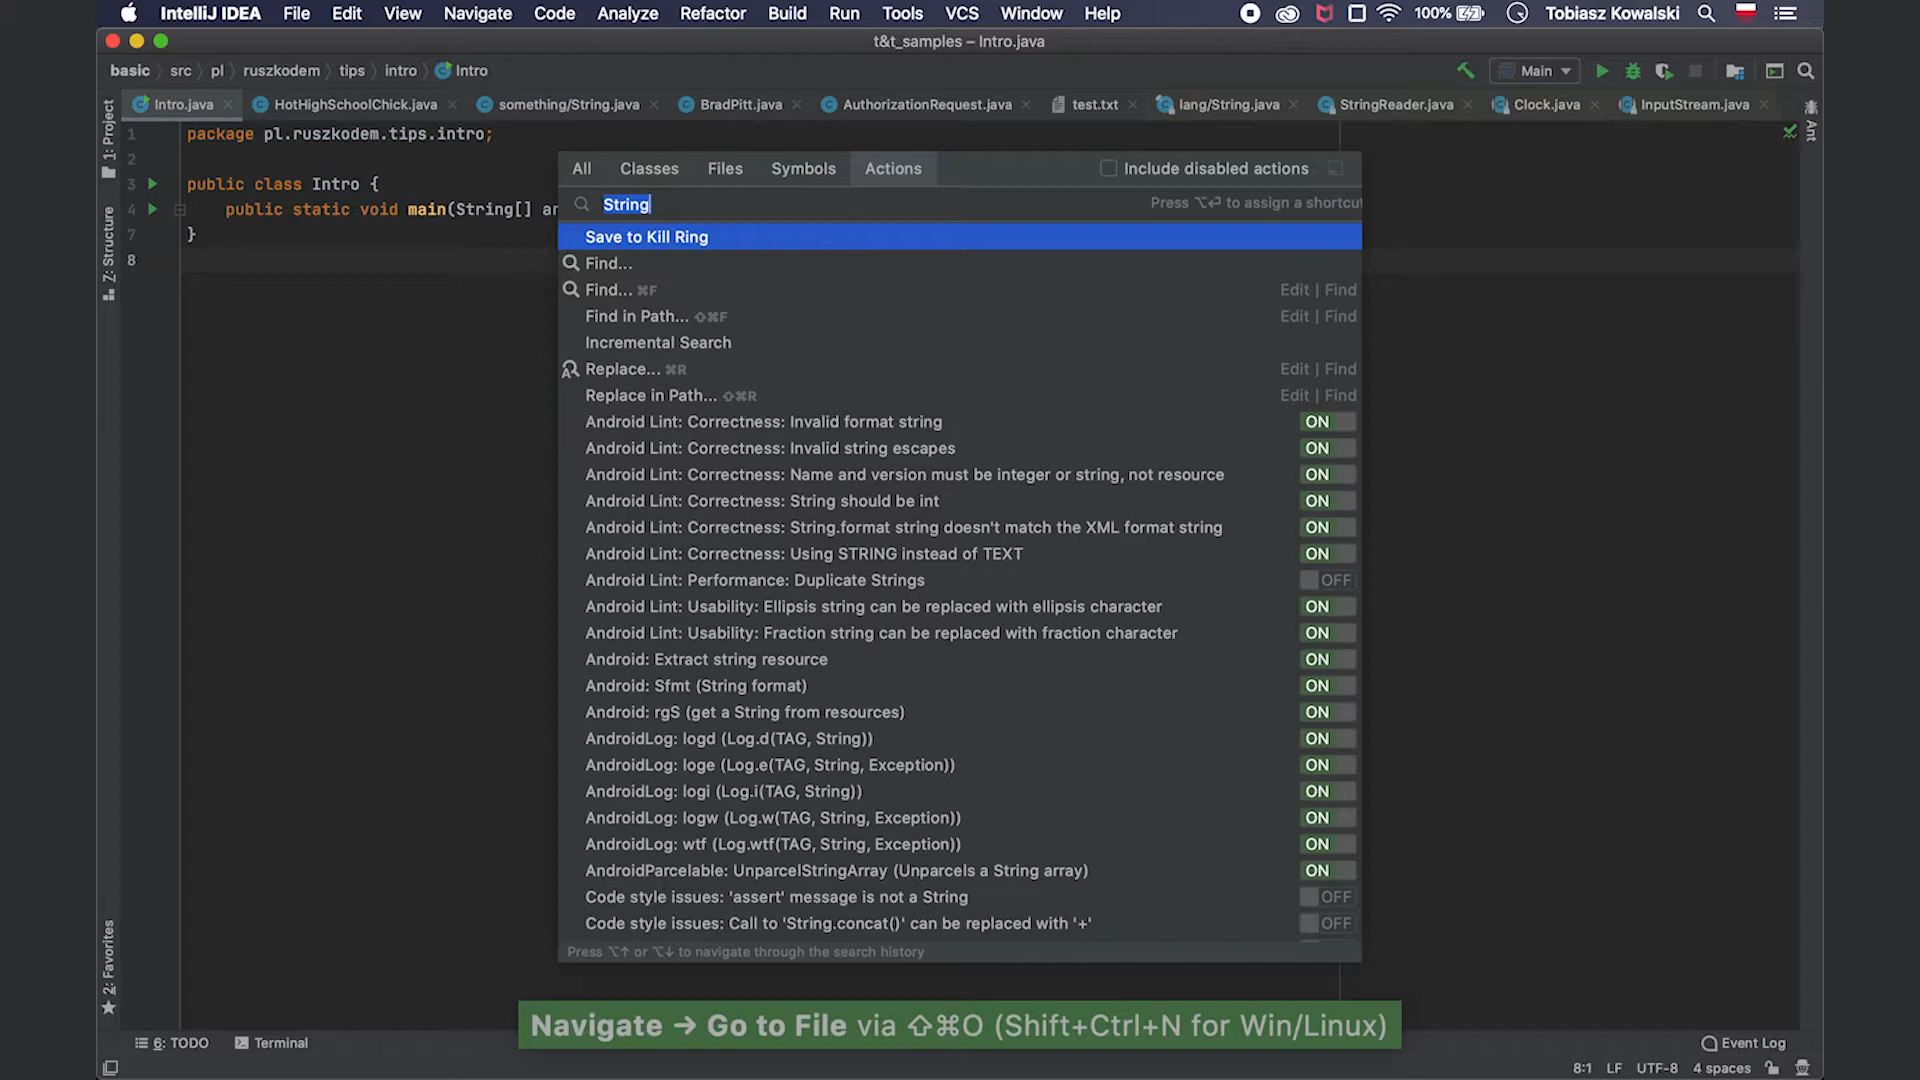 IntelliJ IDEA File Edit View Navigate Code Analyze Refactor Build Run Tools VCS Window Help 100% Tobiasz Kowalski
t&t_samples – Intro.java
basic src pl ruszkodem tips intro Intro Main
Intro.java HotHighSchoolChick.java something/String.java BradPitt.java AuthorizationRequest.java test.txt lang/String.java StringReader.java Clock.java InputStream.java
1: Project
Z: Structure
2: Favorites
Ant
1 package pl.ruszkodem.tips.intro;
2
3 public class Intro {
4 public static void main(String[] ar
7 }
8
All Classes Files Symbols Actions Include disabled actions
String Press ⌥⏎ to assign a shortcut
Save to Kill Ring
Find...
Find... ⌘F Edit | Find
Find in Path... ⇧⌘F Edit | Find
Incremental Search
Replace... ⌘R Edit | Find
Replace in Path... ⇧⌘R Edit | Find
Android Lint: Correctness: Invalid format string ON
Android Lint: Correctness: Invalid string escapes ON
Android Lint: Correctness: Name and version must be integer or string, not resource ON
Android Lint: Correctness: String should be int ON
Android Lint: Correctness: String.format string doesn't match the XML format string ON
Android Lint: Correctness: Using STRING instead of TEXT ON
Android Lint: Performance: Duplicate Strings OFF
Android Lint: Usability: Ellipsis string can be replaced with ellipsis character ON
Android Lint: Usability: Fraction string can be replaced with fraction character ON
Android: Extract string resource ON
Android: Sfmt (String format) ON
Android: rgS (get a String from resources) ON
AndroidLog: logd (Log.d(TAG, String)) ON
AndroidLog: loge (Log.e(TAG, String, Exception)) ON
AndroidLog: logi (Log.i(TAG, String)) ON
AndroidLog: logw (Log.w(TAG, String, Exception)) ON
AndroidLog: wtf (Log.wtf(TAG, String, Exception)) ON
AndroidParcelable: UnparcelStringArray (Unparcels a String array) ON
Code style issues: 'assert' message is not a String OFF
Code style issues: Call to 'String.concat()' can be replaced with '+' OFF
Press ⌥↑ or ⌥↓ to navigate through the search history
Navigate → Go to File via ⇧⌘O (Shift+Ctrl+N for Win/Linux)
6: TODO Terminal Event Log
8:1 LF UTF-8 4 spaces